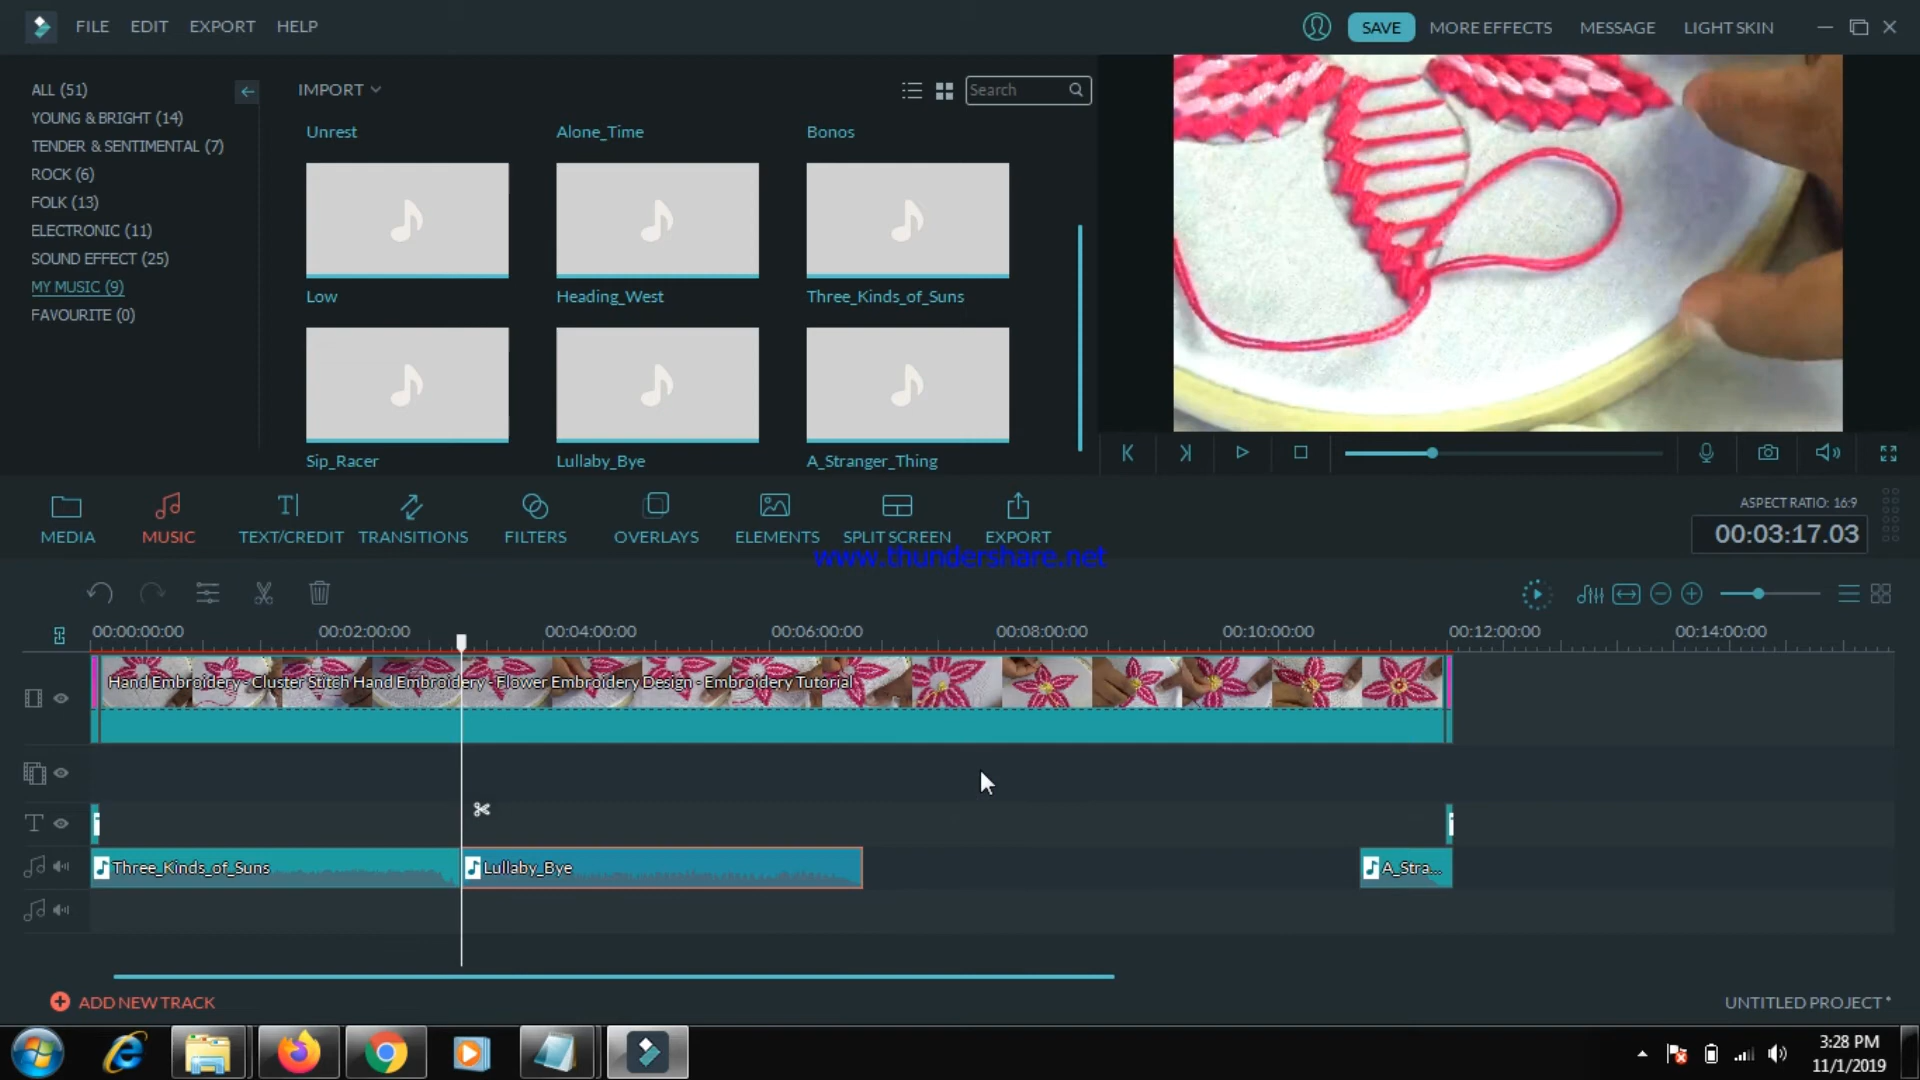 FILE EDIT EXPORT HELP
SAVE MORE EFFECTS MESSAGE LIGHT SKIN
ALL (51)
YOUNG & BRIGHT (14)
TENDER & SENTIMENTAL (7)
ROCK (6)
FOLK (13)
ELECTRONIC (11)
SOUND EFFECT (25)
MY MUSIC (9)
FAVOURITE (0)
IMPORT
Search
Unrest Alone_Time Bonos
Low Heading_West Three_Kinds_of_Suns
Sip_Racer Lullaby_Bye A_Stranger_Thing
MEDIA MUSIC TEXT/CREDIT TRANSITIONS FILTERS OVERLAYS ELEMENTS SPLIT SCREEN EXPORT
ASPECT RATIO: 16:9
00:03:17.03
www.thundershare.net
00:00:00:00 00:02:00:00 00:04:00:00 00:06:00:00 00:08:00:00 00:10:00:00 00:12:00:00 00:14:00:00
Hand Embroidery - Cluster Stitch Hand Embroidery - Flower Embroidery Design - Embroidery Tutorial
Three_Kinds_of_Suns Lullaby_Bye A_Stra...
ADD NEW TRACK
UNTITLED PROJECT *
3:28 PM
11/1/2019